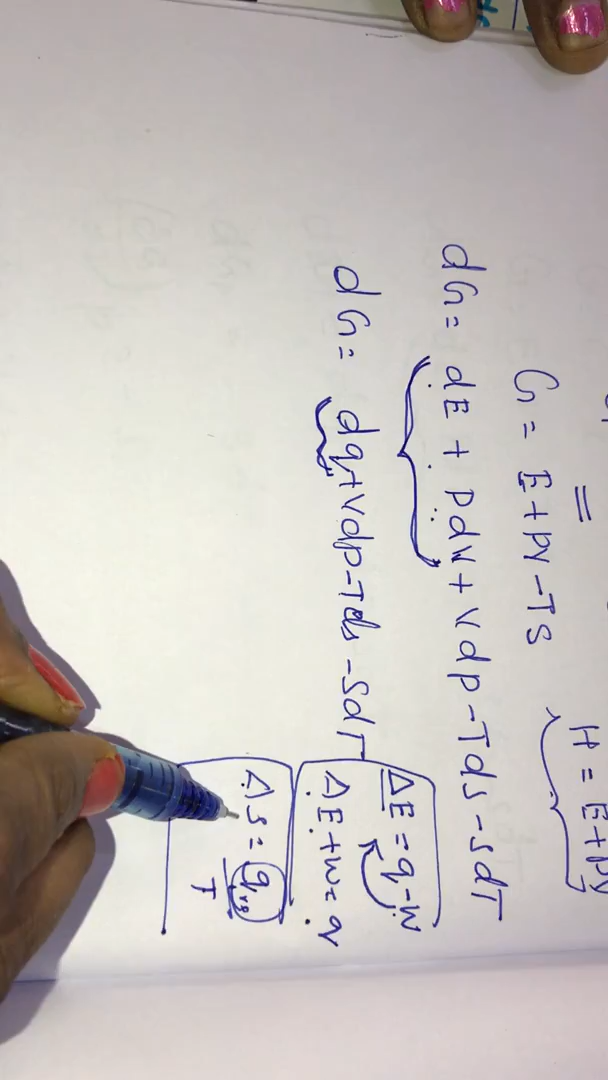 H = E+PV
=
G = E+PV-TS
dG = dE + PdV + VdP-Tds-sdT
dG = dq+VdP-Tds-SdT
ΔE = q-W
ΔE+W=q
ΔS = qrev/T